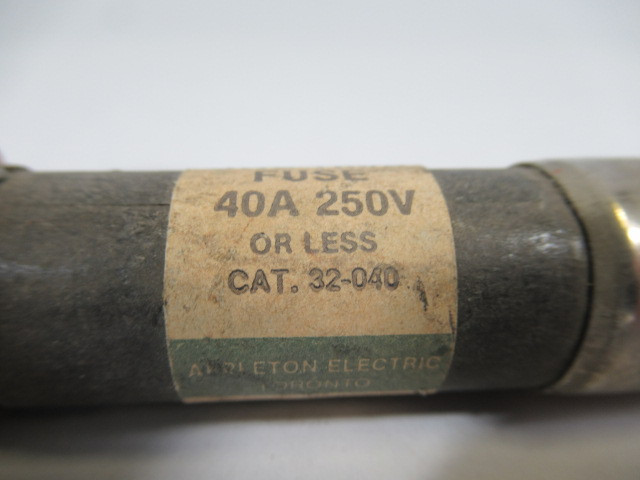 FUSE
40A 250V
OR LESS
CAT. 32-040
APPLETON ELECTRIC
TORONTO